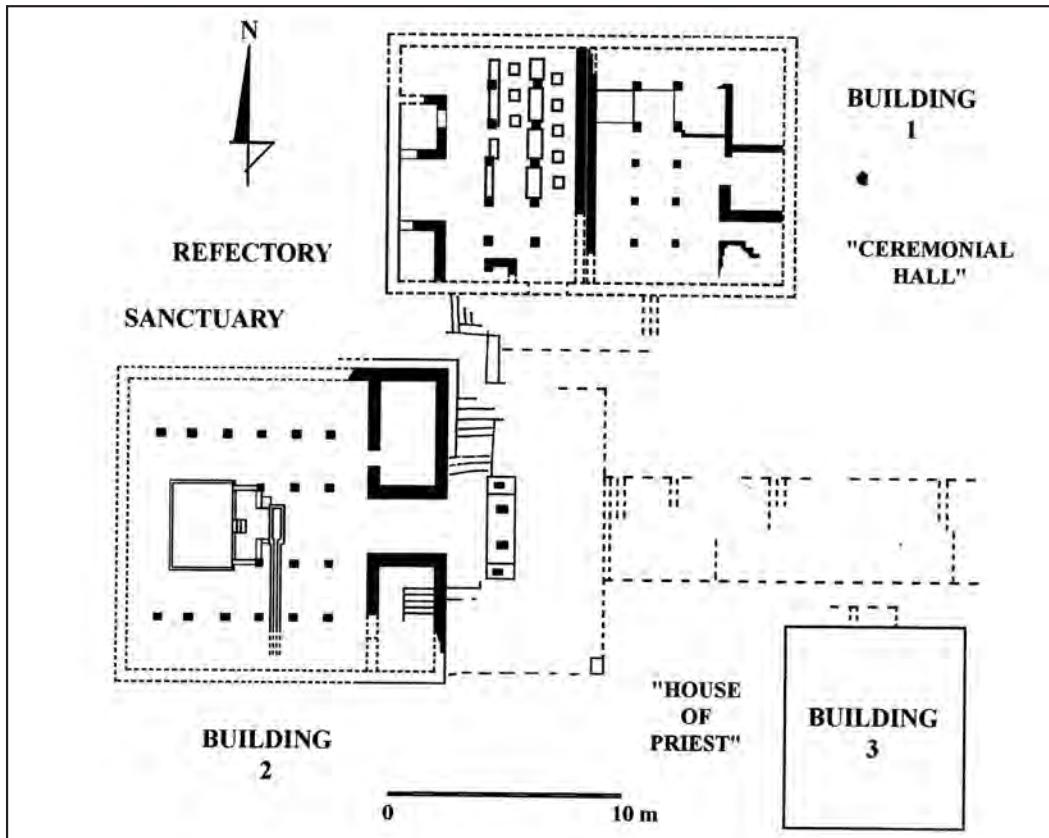 N
BUILDING
1
REFECTORY
"CEREMONIAL
HALL"
SANCTUARY
"HOUSE
OF
PRIEST"
BUILDING
3
BUILDING
2
0 10 m